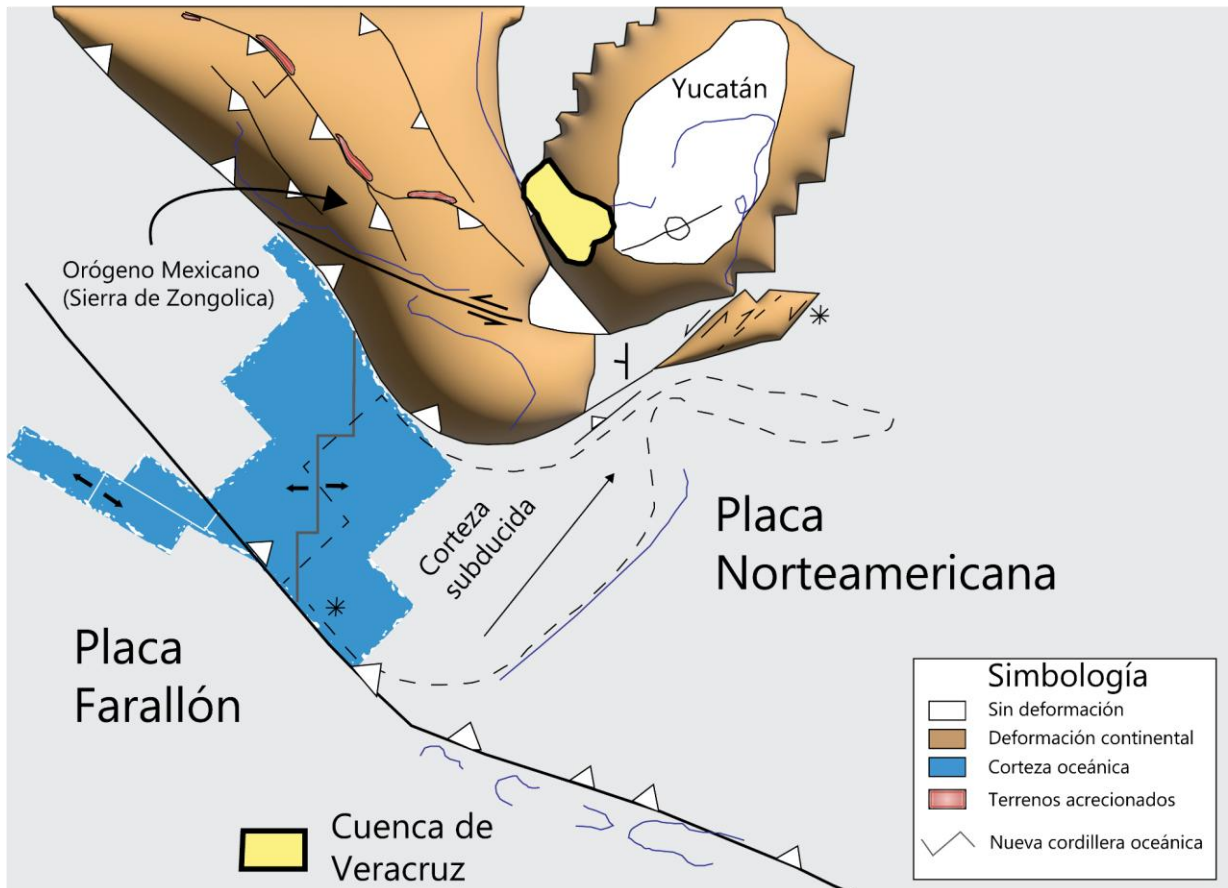 Yucatán
Orógeno Mexicano
(Sierra de Zongolica)
Corteza
subducida
Placa
Norteamericana
Placa
Farallón
Cuenca de
Veracruz
Simbología
Sin deformación
Deformación continental
Corteza oceánica
Terrenos acrecionados
Nueva cordillera oceánica